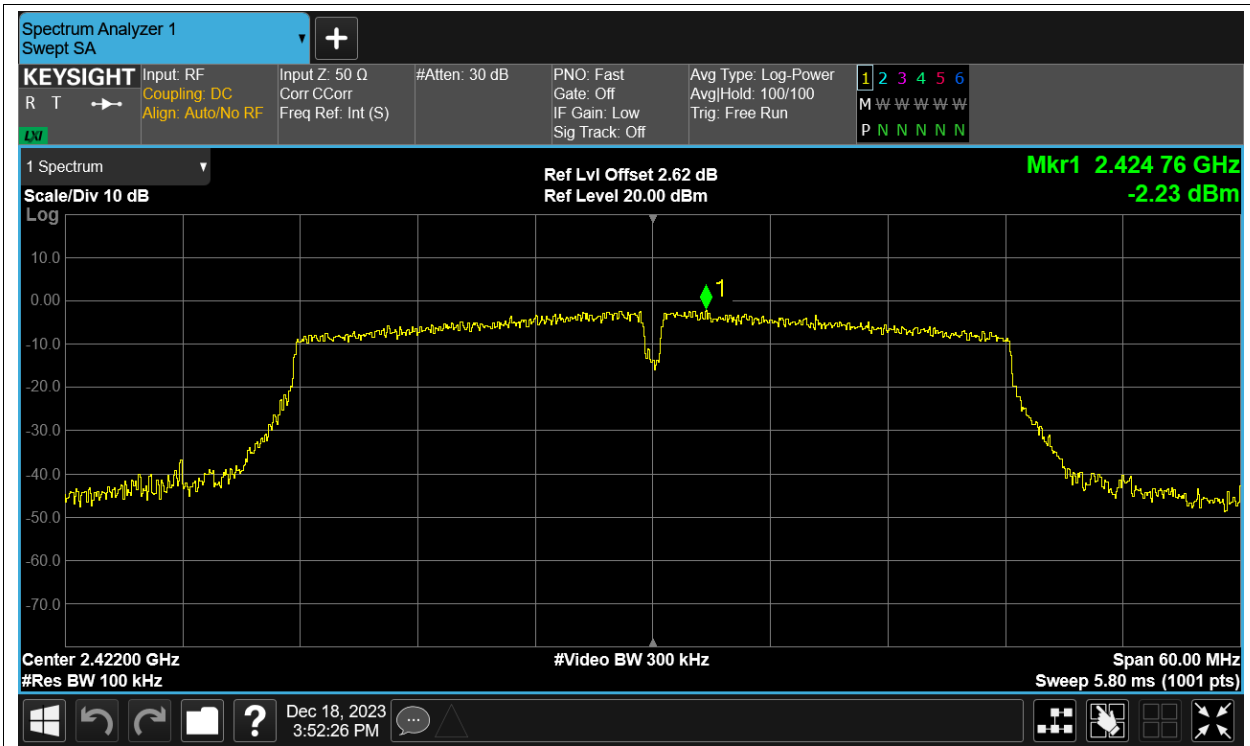 Spectrum Analyzer 1
Swept SA
KEYSIGHT
R T
LXI
Input: RF
Coupling: DC
Align: Auto/No RF
Input Z: 50 Ω
Corr CCorr
Freq Ref: Int (S)
#Atten: 30 dB
PNO: Fast
Gate: Off
IF Gain: Low
Sig Track: Off
Avg Type: Log-Power
Avg|Hold: 100/100
Trig: Free Run
1 2 3 4 5 6
M W W W W W
P N N N N N
1 Spectrum
Scale/Div 10 dB
Ref Lvl Offset 2.62 dB
Ref Level 20.00 dBm
Mkr1 2.424 76 GHz
-2.23 dBm
Log
10.0
0.00
-10.0
-20.0
-30.0
-40.0
-50.0
-60.0
-70.0
1
Center 2.42200 GHz
#Video BW 300 kHz
Span 60.00 MHz
#Res BW 100 kHz
Sweep 5.80 ms (1001 pts)
?
Dec 18, 2023
3:52:26 PM